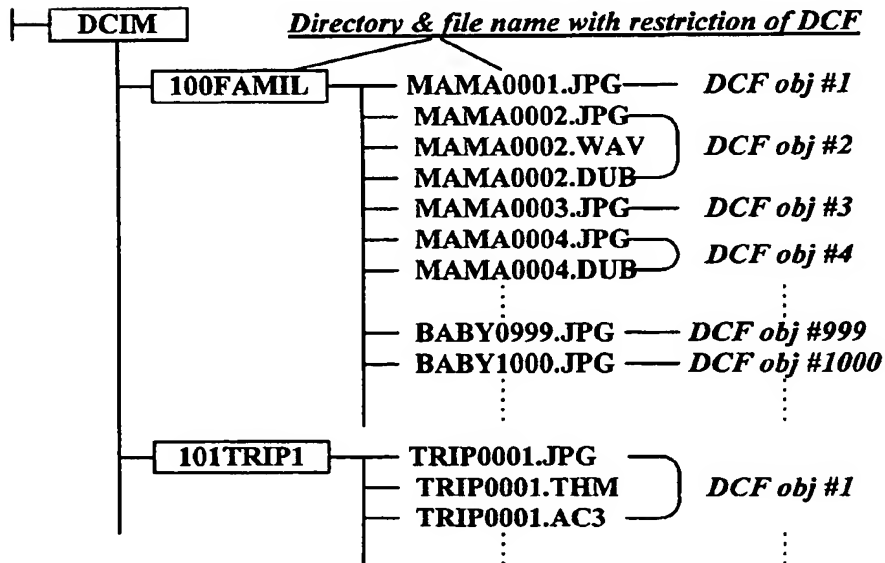 DCIM
Directory & file name with restriction of DCF
100FAMIL
MAMA0001.JPG DCF obj #1
MAMA0002.JPG
MAMA0002.WAV DCF obj #2
MAMA0002.DUB
MAMA0003.JPG DCF obj #3
MAMA0004.JPG
DCF obj #4
MAMA0004.DUB
BABY0999.JPG DCF obj #999
BABY1000.JPG DCF obj #1000
101TRIP1
TRIP0001.JPG
TRIP0001.THM DCF obj #1
TRIP0001.AC3